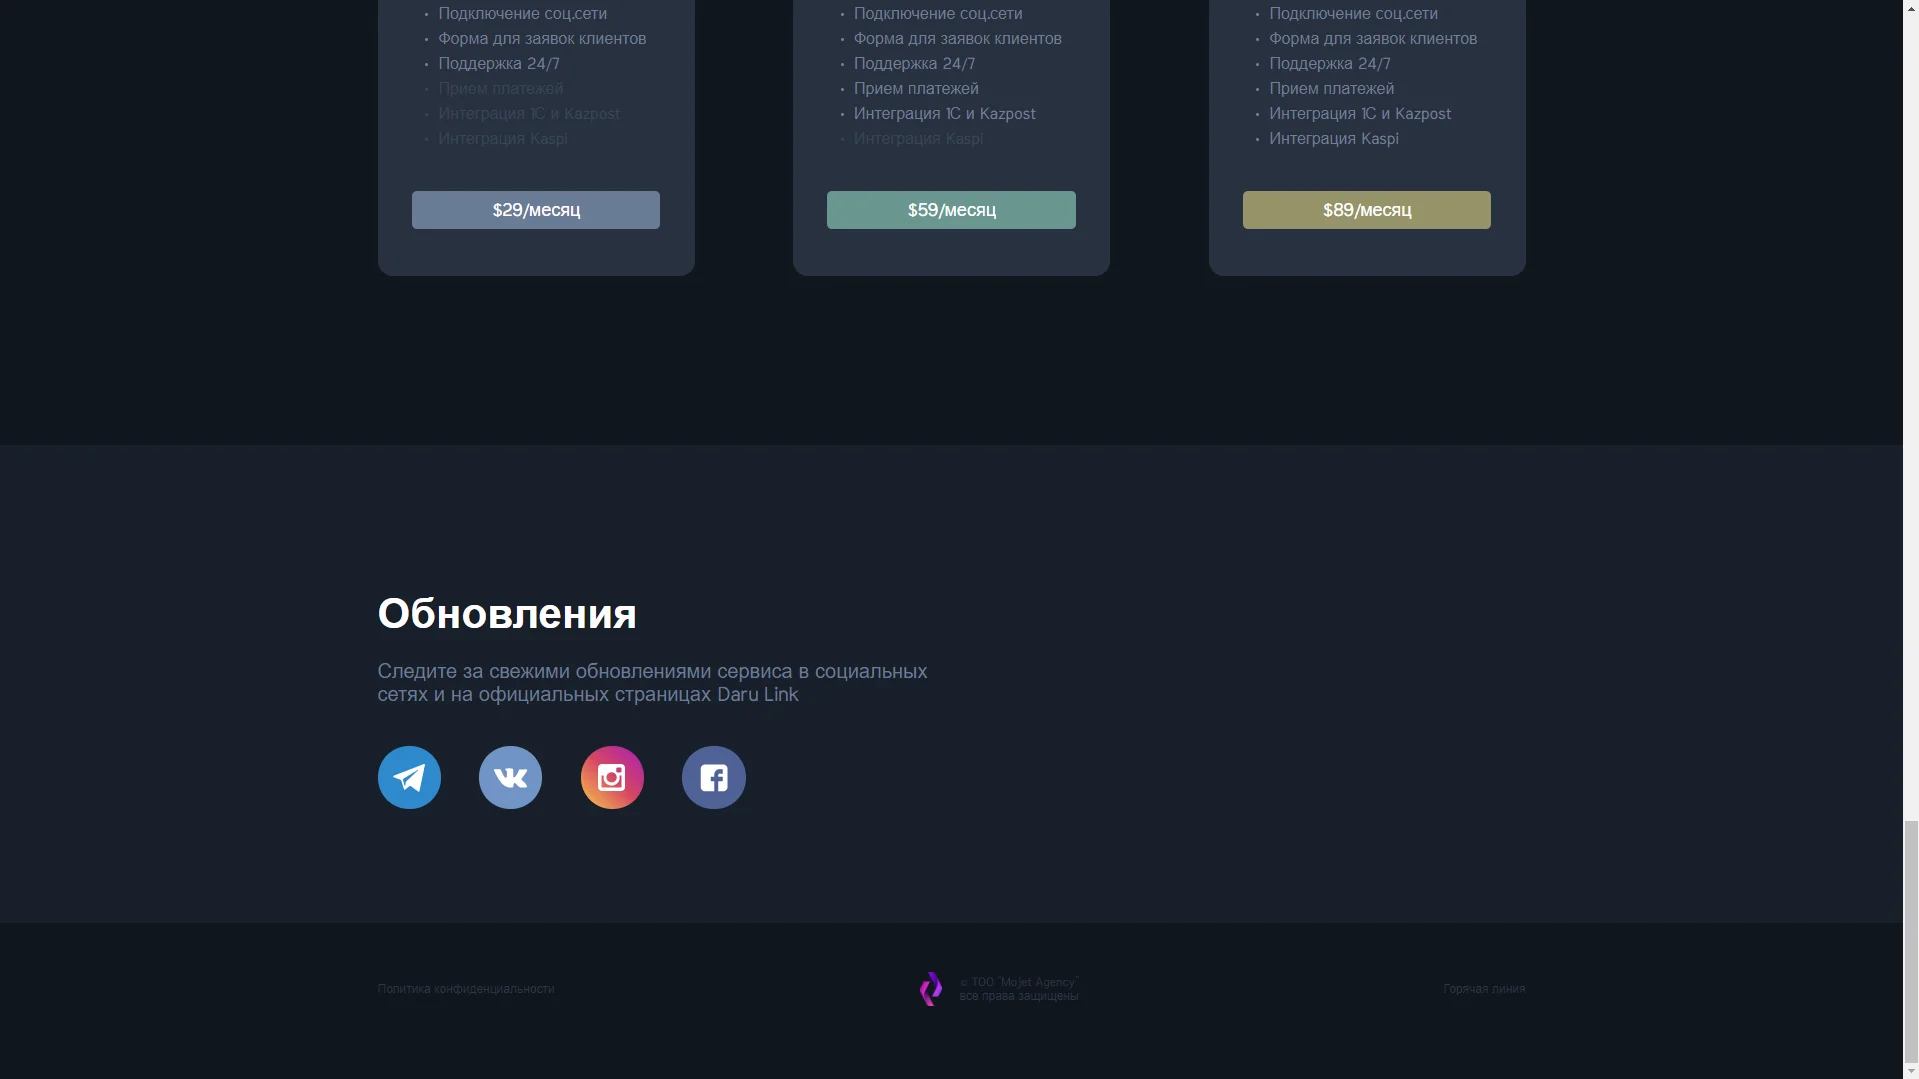 • Подключение соц.сети
• Форма для заявок клиентов
• Поддержка 24/7
• Прием платежей
• Интеграция 1С и Kazpost
• Интеграция Kaspi
$29/месяц
• Подключение соц.сети
• Форма для заявок клиентов
• Поддержка 24/7
• Прием платежей
• Интеграция 1С и Kazpost
• Интеграция Kaspi
$59/месяц
• Подключение соц.сети
• Форма для заявок клиентов
• Поддержка 24/7
• Прием платежей
• Интеграция 1С и Kazpost
• Интеграция Kaspi
$89/месяц
Обновления
Следите за свежими обновлениями сервиса в социальных
сетях и на официальных страницах Daru Link
Политика конфиденциальности
© ТОО "Mojet Agency"
все права защищены
Горячая линия